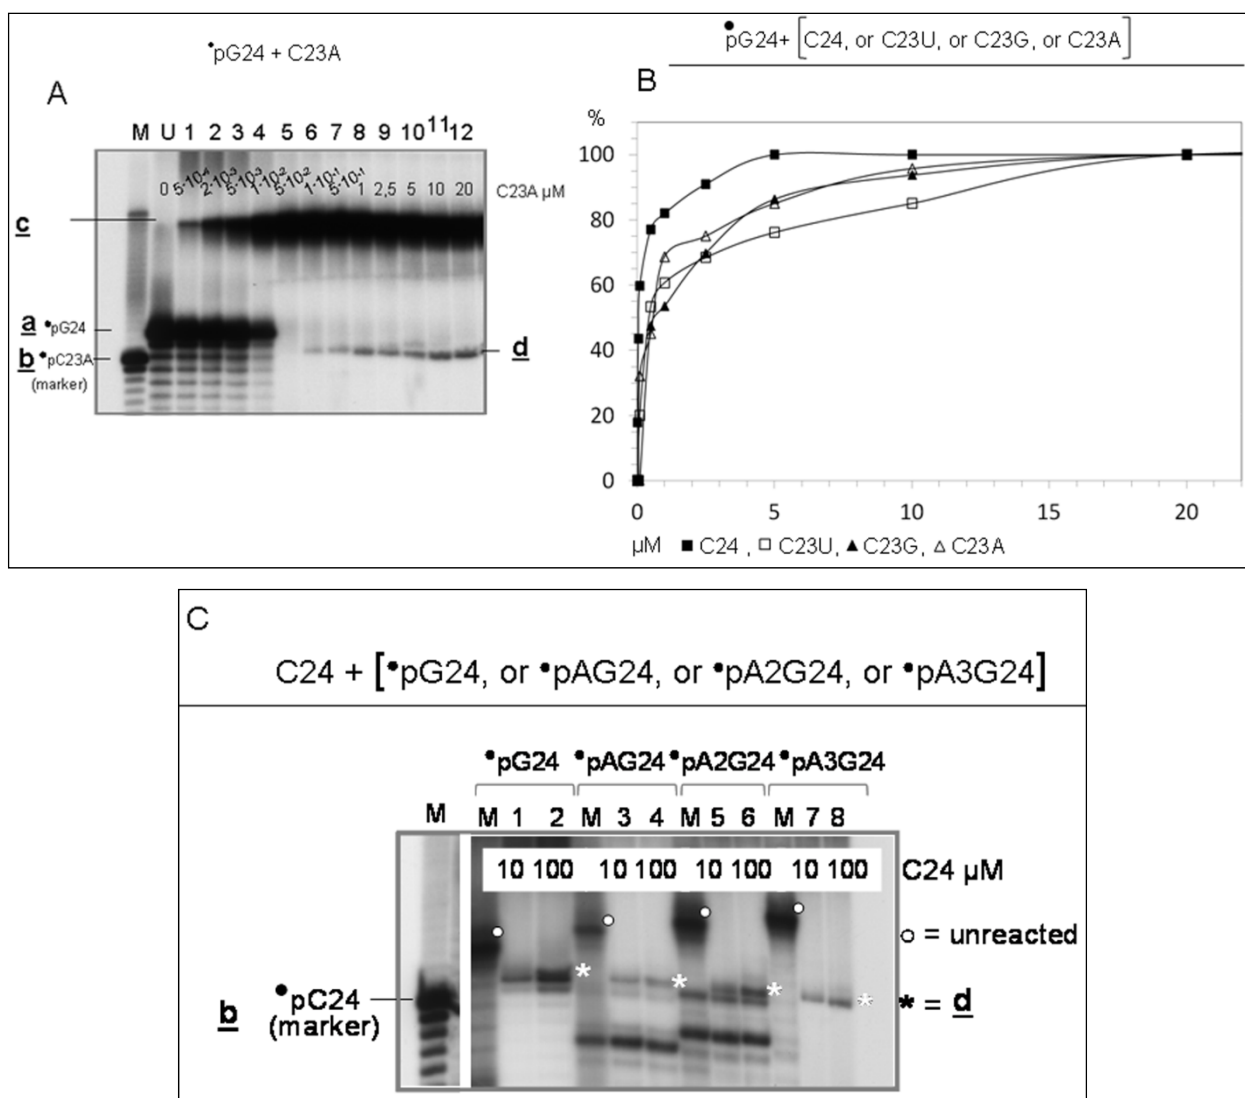 •pG24 + C23A
A
M U 1 2 3 4 5 6 7 8 9 10 11 12
0 5·10⁻⁴ 2·10⁻³ 5·10⁻³ 1·10⁻² 5·10⁻² 1·10⁻¹ 5·10⁻¹ 1 2,5 5 10 20 C23A µM
c
a •pG24
b •pC23A
(marker)
d
•pG24+ [C24, or C23U, or C23G, or C23A]
B
%
100
80
60
40
20
0
0 5 10 15 20
µM ■ C24 , □ C23U, ▲ C23G, △ C23A
C
C24 + [•pG24, or •pAG24, or •pA2G24, or •pA3G24]
•pG24 •pAG24 •pA2G24 •pA3G24
M M 1 2 M 3 4 M 5 6 M 7 8
10 100 10 100 10 100 10 100 C24 µM
○ = unreacted
* = d
b •pC24
(marker)